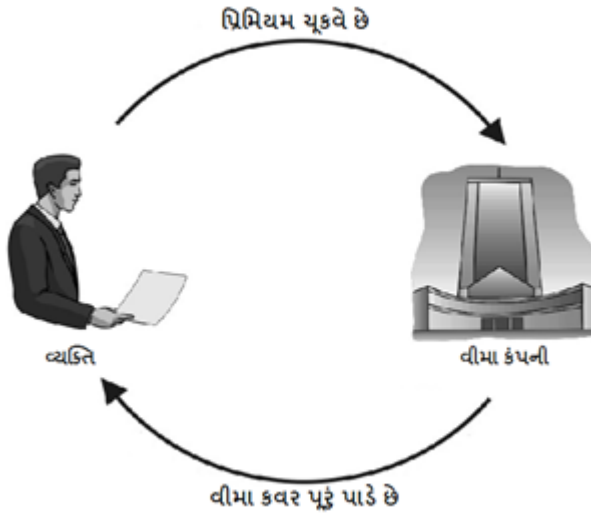 પ્રિમિયમ ચૂકવે છે
વ્યક્તિ
વીમા કંપની
વીમા કવર પૂરું પાડે છે